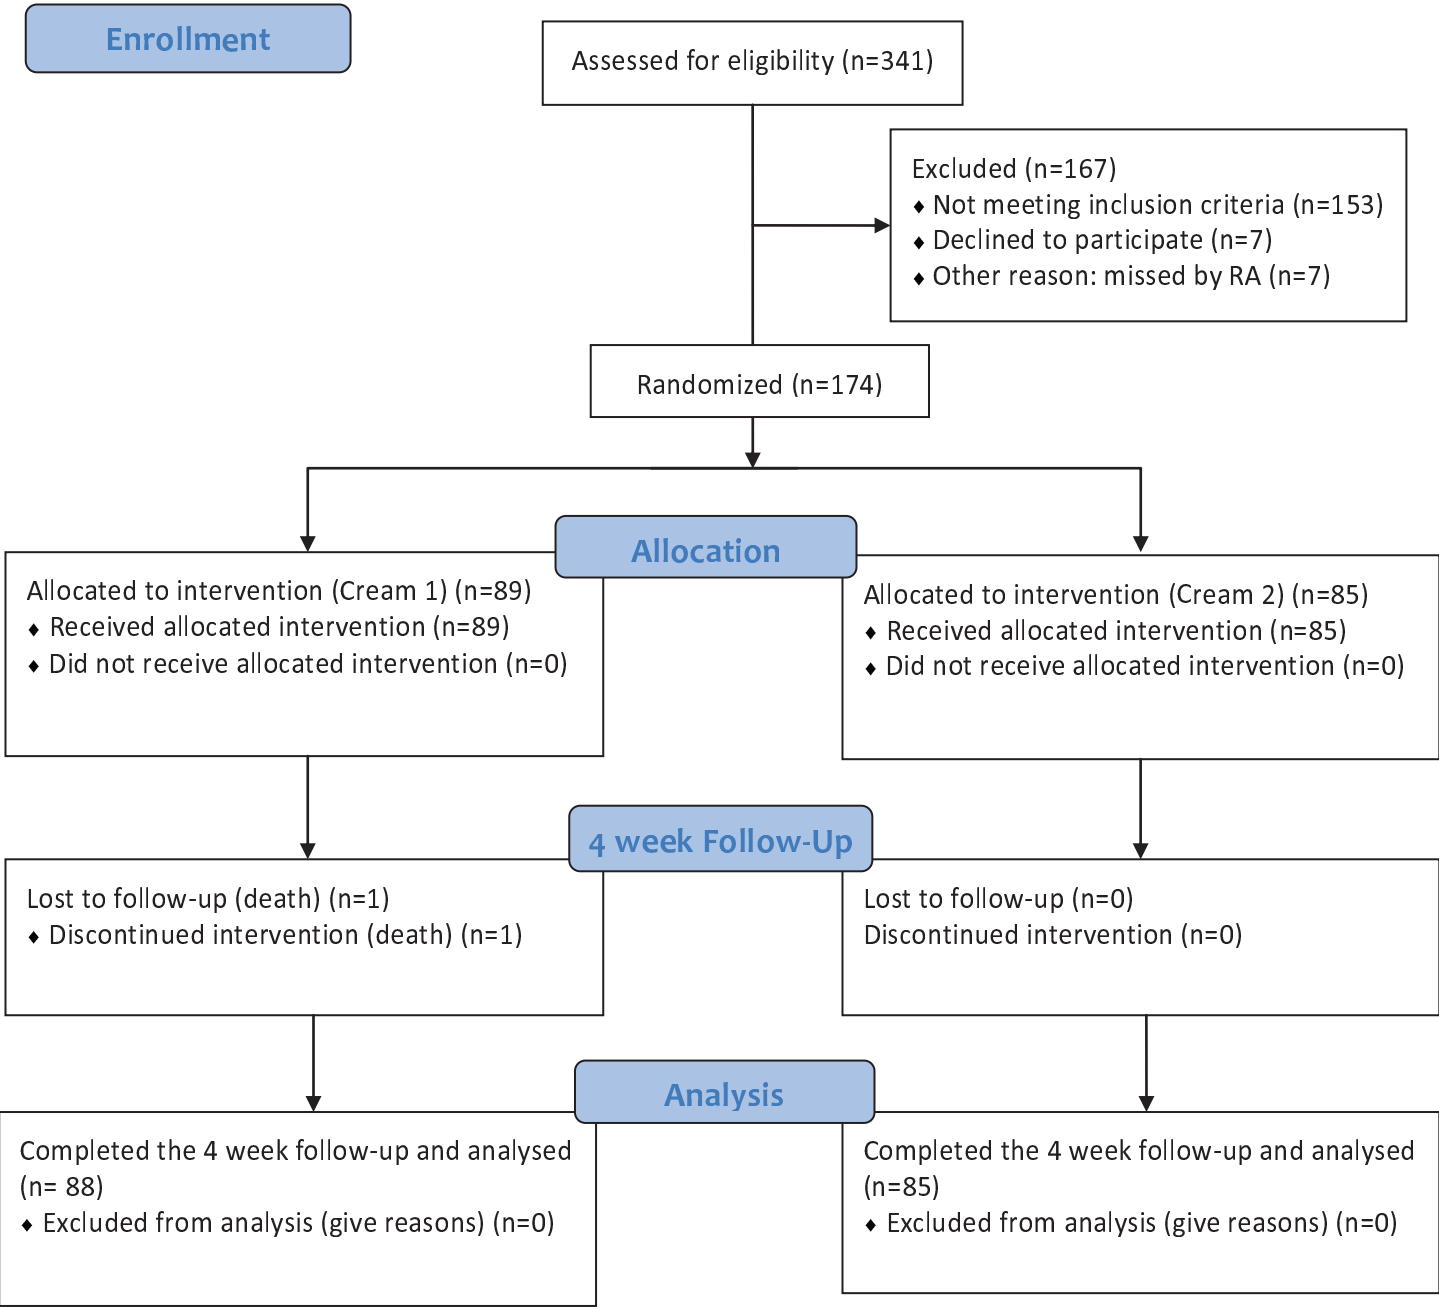 Enrollment
Assessed for eligibility (n=341)
Excluded (n=167)
♦ Not meeting inclusion criteria (n=153)
♦ Declined to participate (n=7)
♦ Other reason: missed by RA (n=7)
Randomized (n=174)
Allocation
Allocated to intervention (Cream 1) (n=89)
♦ Received allocated intervention (n=89)
♦ Did not receive allocated intervention (n=0)
Allocated to intervention (Cream 2) (n=85)
♦ Received allocated intervention (n=85)
♦ Did not receive allocated intervention (n=0)
4 week Follow-Up
Lost to follow-up (death) (n=1)
♦ Discontinued intervention (death) (n=1)
Lost to follow-up (n=0)
Discontinued intervention (n=0)
Analysis
Completed the 4 week follow-up and analysed
(n= 88)
♦ Excluded from analysis (give reasons) (n=0)
Completed the 4 week follow-up and analysed
(n=85)
♦ Excluded from analysis (give reasons) (n=0)